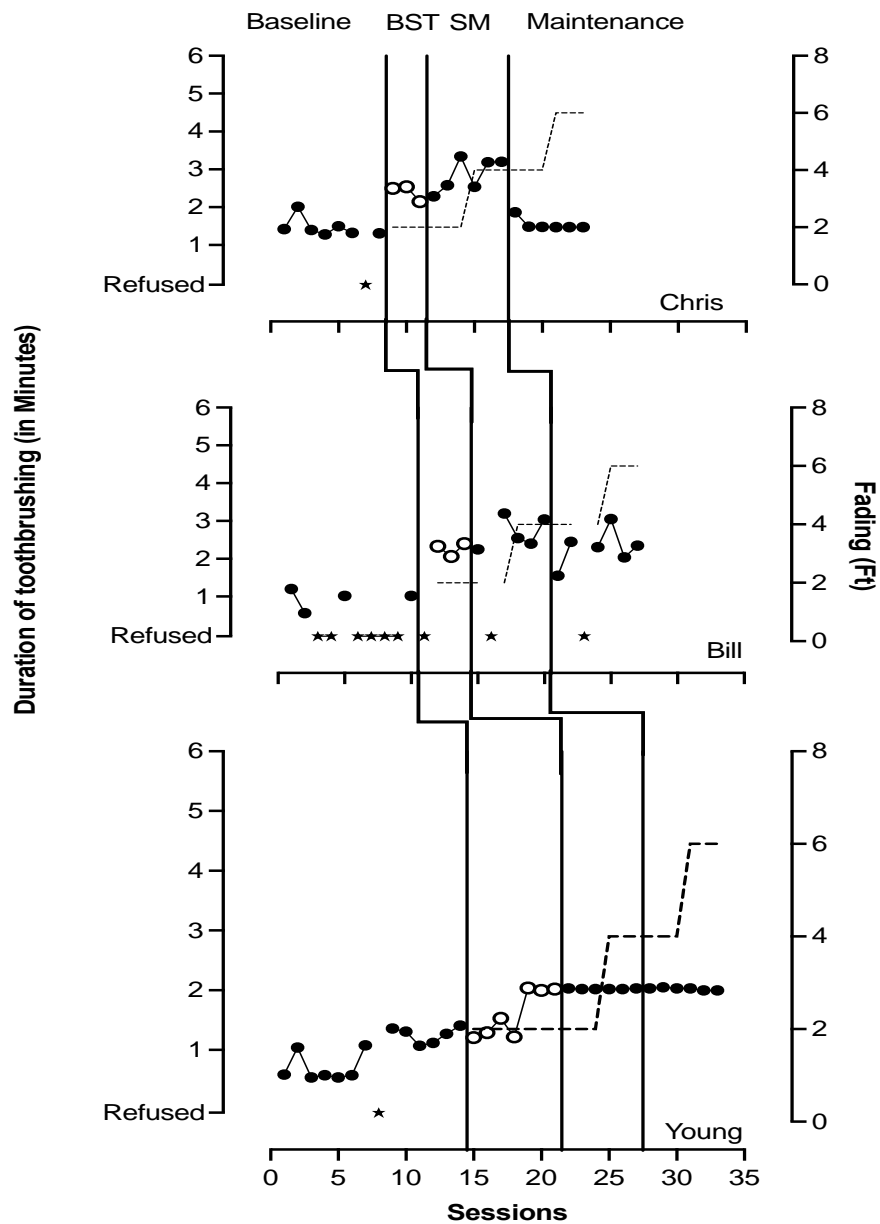 Baseline BST SM Maintenance
6 8
5
4 6
3 4
2 2
1
Refused 0
Chris
6 8
5
4 6
3 4
2 2
1
Refused 0
Bill
6 8
5
4 6
3 4
2 2
1
Refused 0
Young
0 5 10 15 20 25 30 35
Sessions
Duration of toothbrushing (in Minutes)
Fading (Ft)